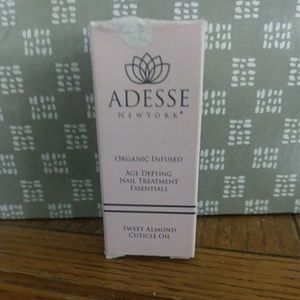 ADESSE
NEW YORK®
ORGANIC INFUSED
AGE DEFYING
NAIL TREATMENT
ESSENTIALS
SWEET ALMOND
CUTICLE OIL